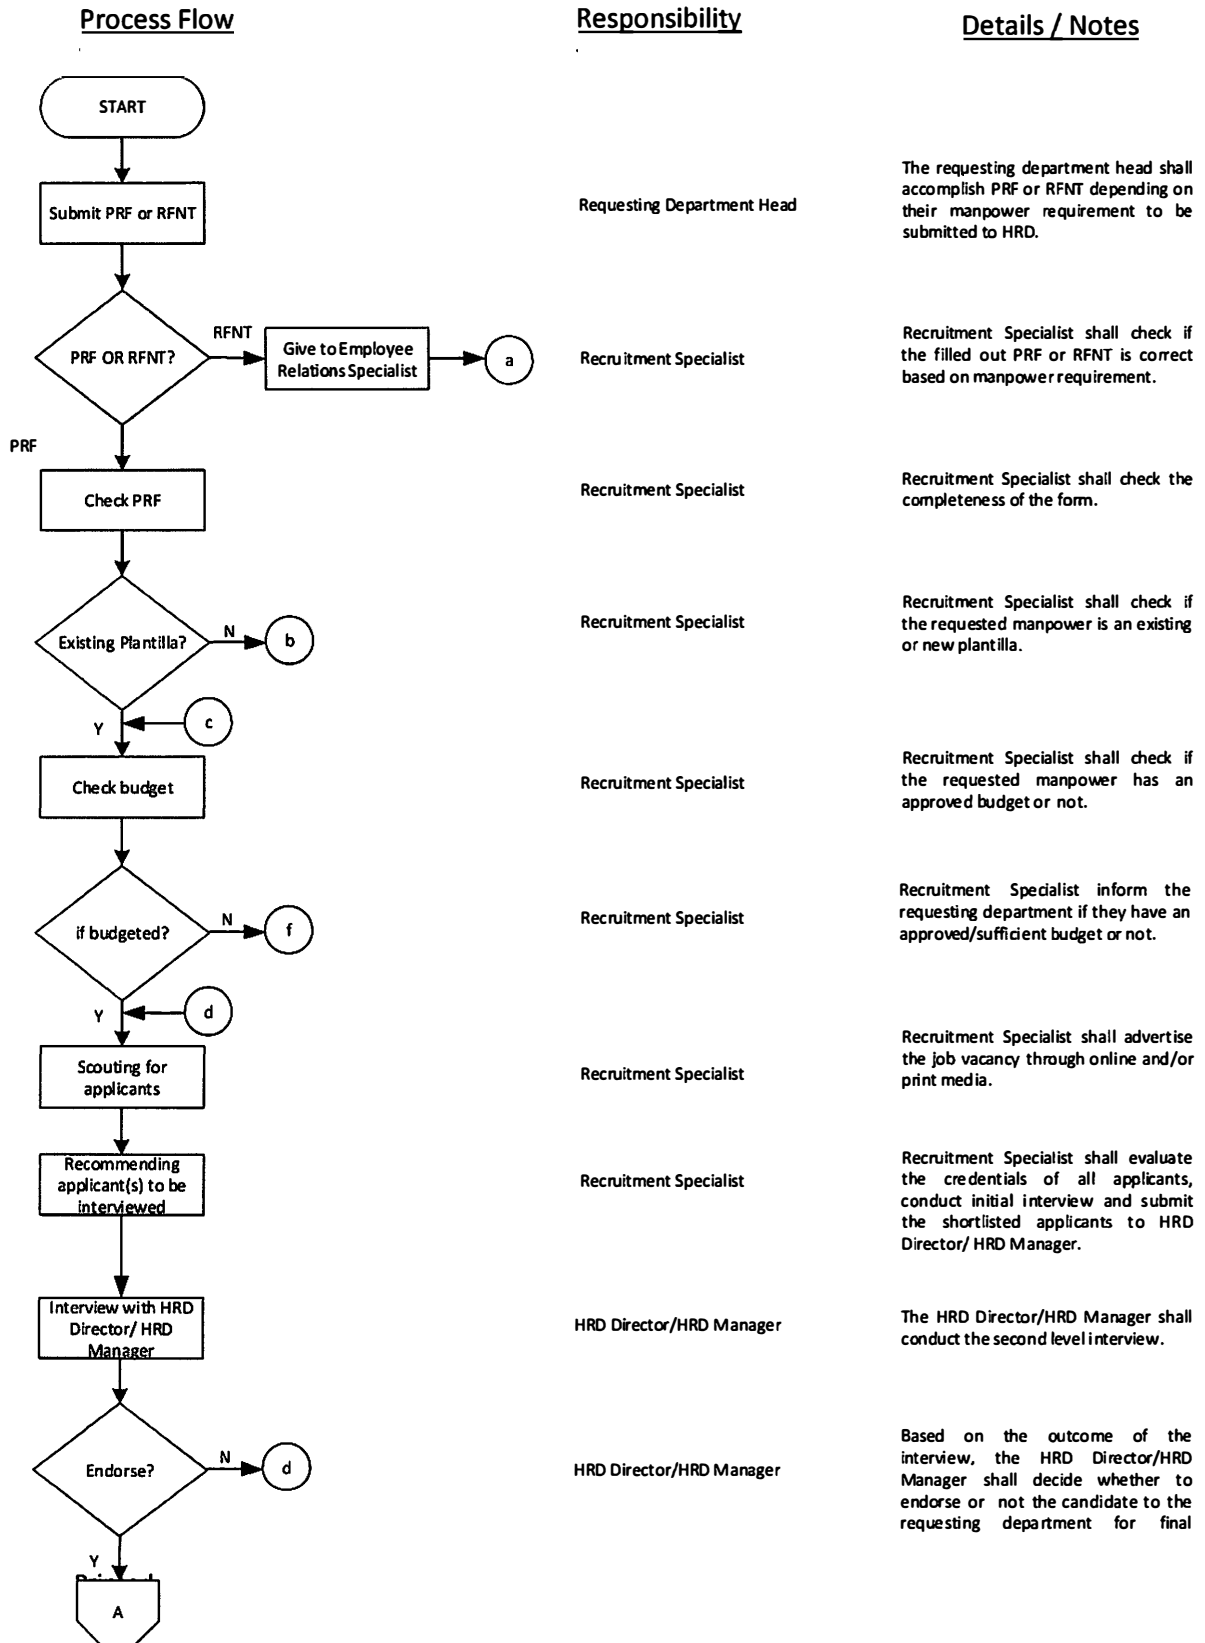 Process Flow
Responsibility
Details / Notes
START
Submit PRF or RFNT
Requesting Department Head
The requesting department head shall
accomplish PRF or RFNT depending on
their manpower requirement to be
submitted to HRD.
PRF OR RFNT?
RFNT
Give to Employee
Relations Specialist
a
Recruitment Specialist
Recruitment Specialist shall check if
the filled out PRF or RFNT is correct
based on manpower requirement.
PRF
Check PRF
Recruitment Specialist
Recruitment Specialist shall check the
completeness of the form.
Existing Plantilla?
N
b
Recruitment Specialist
Recruitment Specialist shall check if
the requested manpower is an existing
or new plantilla.
Y
c
Check budget
Recruitment Specialist
Recruitment Specialist shall check if
the requested manpower has an
approved budget or not.
if budgeted?
N
f
Recruitment Specialist
Recruitment Specialist inform the
requesting department if they have an
approved/sufficient budget or not.
Y
d
Scouting for
applicants
Recruitment Specialist
Recruitment Specialist shall advertise
the job vacancy through online and/or
print media.
Recommending
applicant(s) to be
interviewed
Recruitment Specialist
Recruitment Specialist shall evaluate
the credentials of all applicants,
conduct initial interview and submit
the shortlisted applicants to HRD
Director/ HRD Manager.
Interview with HRD
Director/ HRD
Manager
HRD Director/HRD Manager
The HRD Director/HRD Manager shall
conduct the second level interview.
Endorse?
N
d
HRD Director/HRD Manager
Based on the outcome of the
interview, the HRD Director/HRD
Manager shall decide whether to
endorse or not the candidate to the
requesting department for final
Y
A